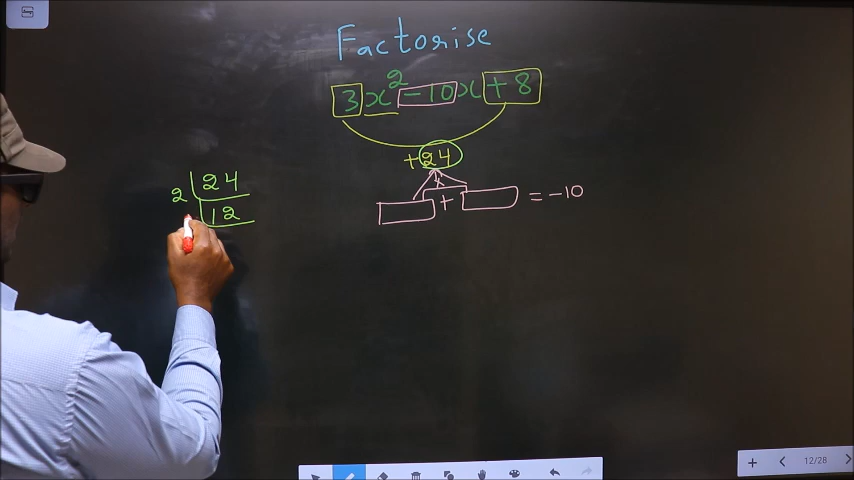 Factorise
3x² -10x +8
+24
×
+ = -10
2 24
12
12/28